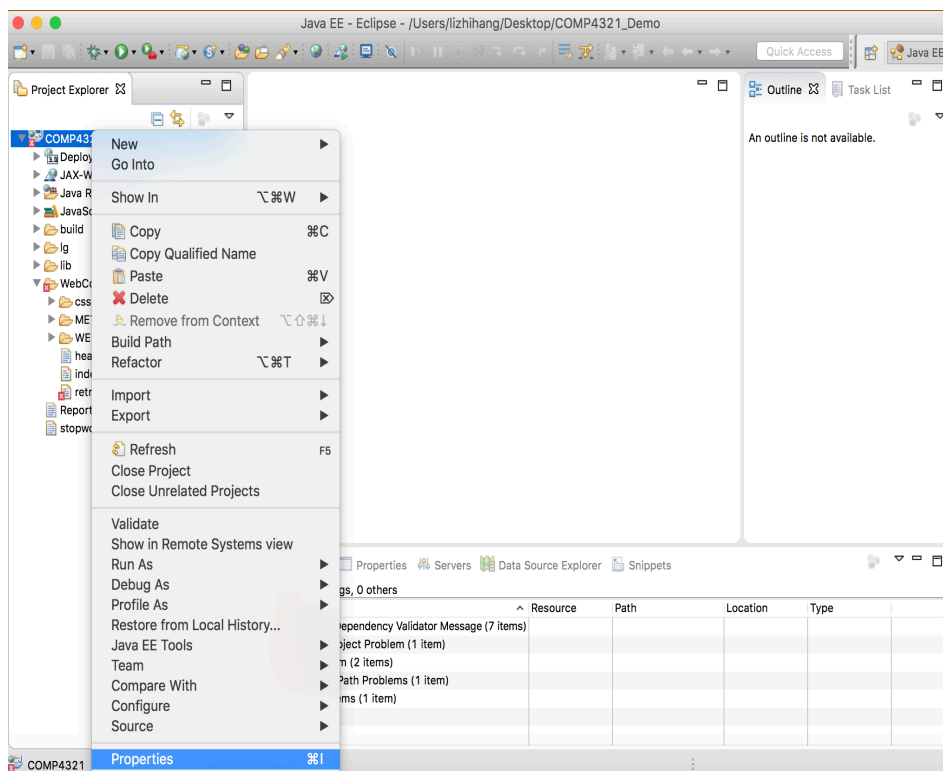 Java EE - Eclipse - /Users/lizhihang/Desktop/COMP4321_Demo
Quick Access
Java EE
Project Explorer
Outline
Task List
An outline is not available.
COMP432
Deploy
JAX-W
Java R
JavaSc
build
lg
lib
WebCo
css
MET
WE
hea
inde
retr
Report
stopwo
New
Go Into
Show In ⌥⌘W
Copy ⌘C
Copy Qualified Name
Paste ⌘V
Delete ⌦
Remove from Context ⌥⇧⌘↓
Build Path
Refactor ⌥⌘T
Import
Export
Refresh F5
Close Project
Close Unrelated Projects
Validate
Show in Remote Systems view
Run As
Debug As
Profile As
Restore from Local History...
Java EE Tools
Team
Compare With
Configure
Source
Properties ⌘I
Properties
Servers
Data Source Explorer
Snippets
gs, 0 others
Resource Path Location Type
Dependency Validator Message (7 items)
oject Problem (1 item)
m (2 items)
Path Problems (1 item)
ems (1 item)
COMP4321